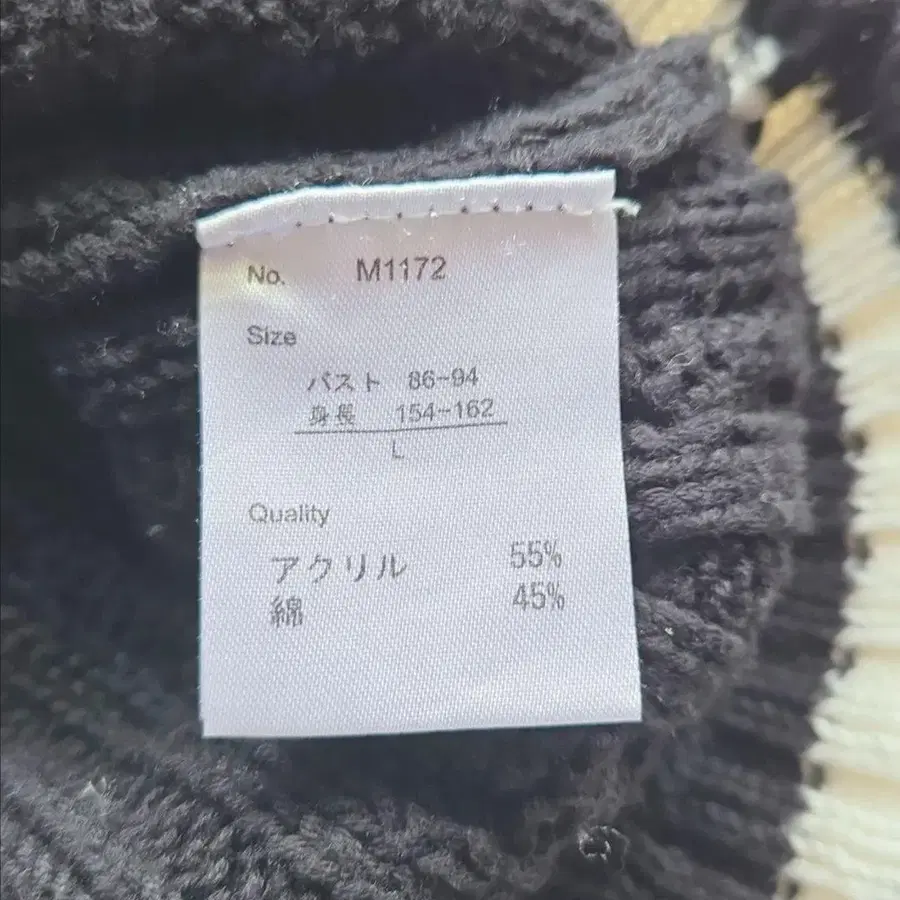 No. M1172
Size
バスト 86-94
身長 154-162
L
Quality
アクリル 55%
綿 45%